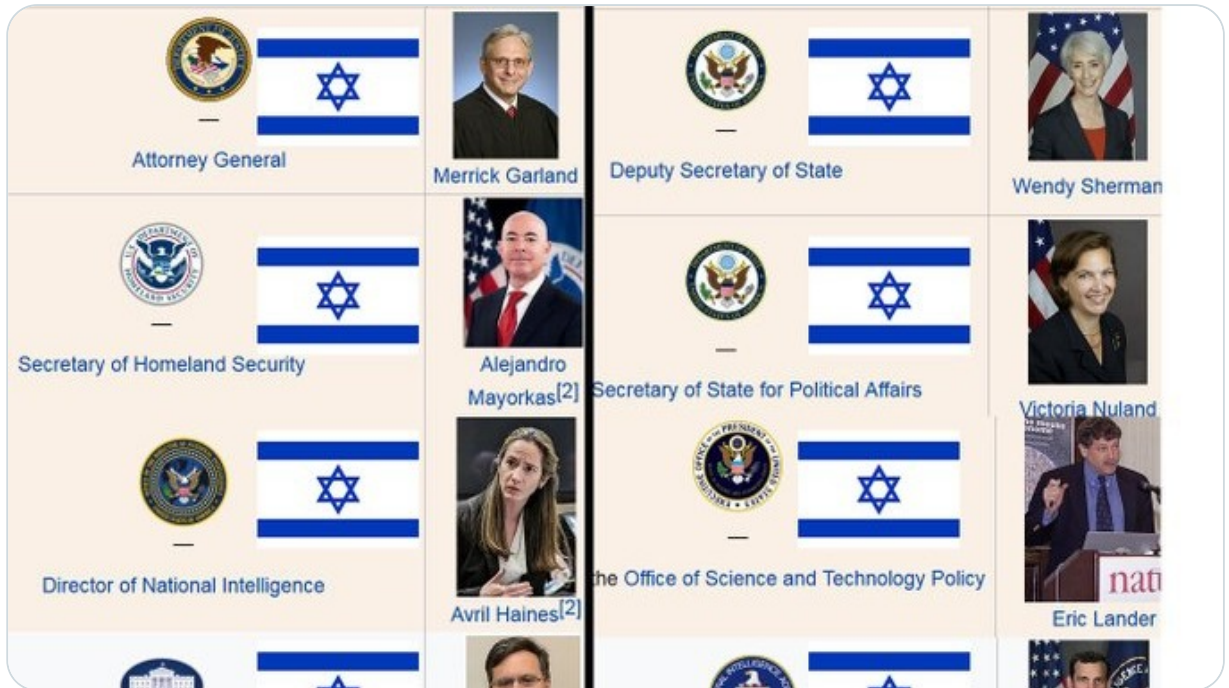 Attorney General
Merrick Garland
Secretary of Homeland Security
Alejandro
Mayorkas[2]
Director of National Intelligence
Avril Haines[2]
Deputy Secretary of State
Wendy Sherman
Secretary of State for Political Affairs
Victoria Nuland
the Office of Science and Technology Policy
Eric Lander